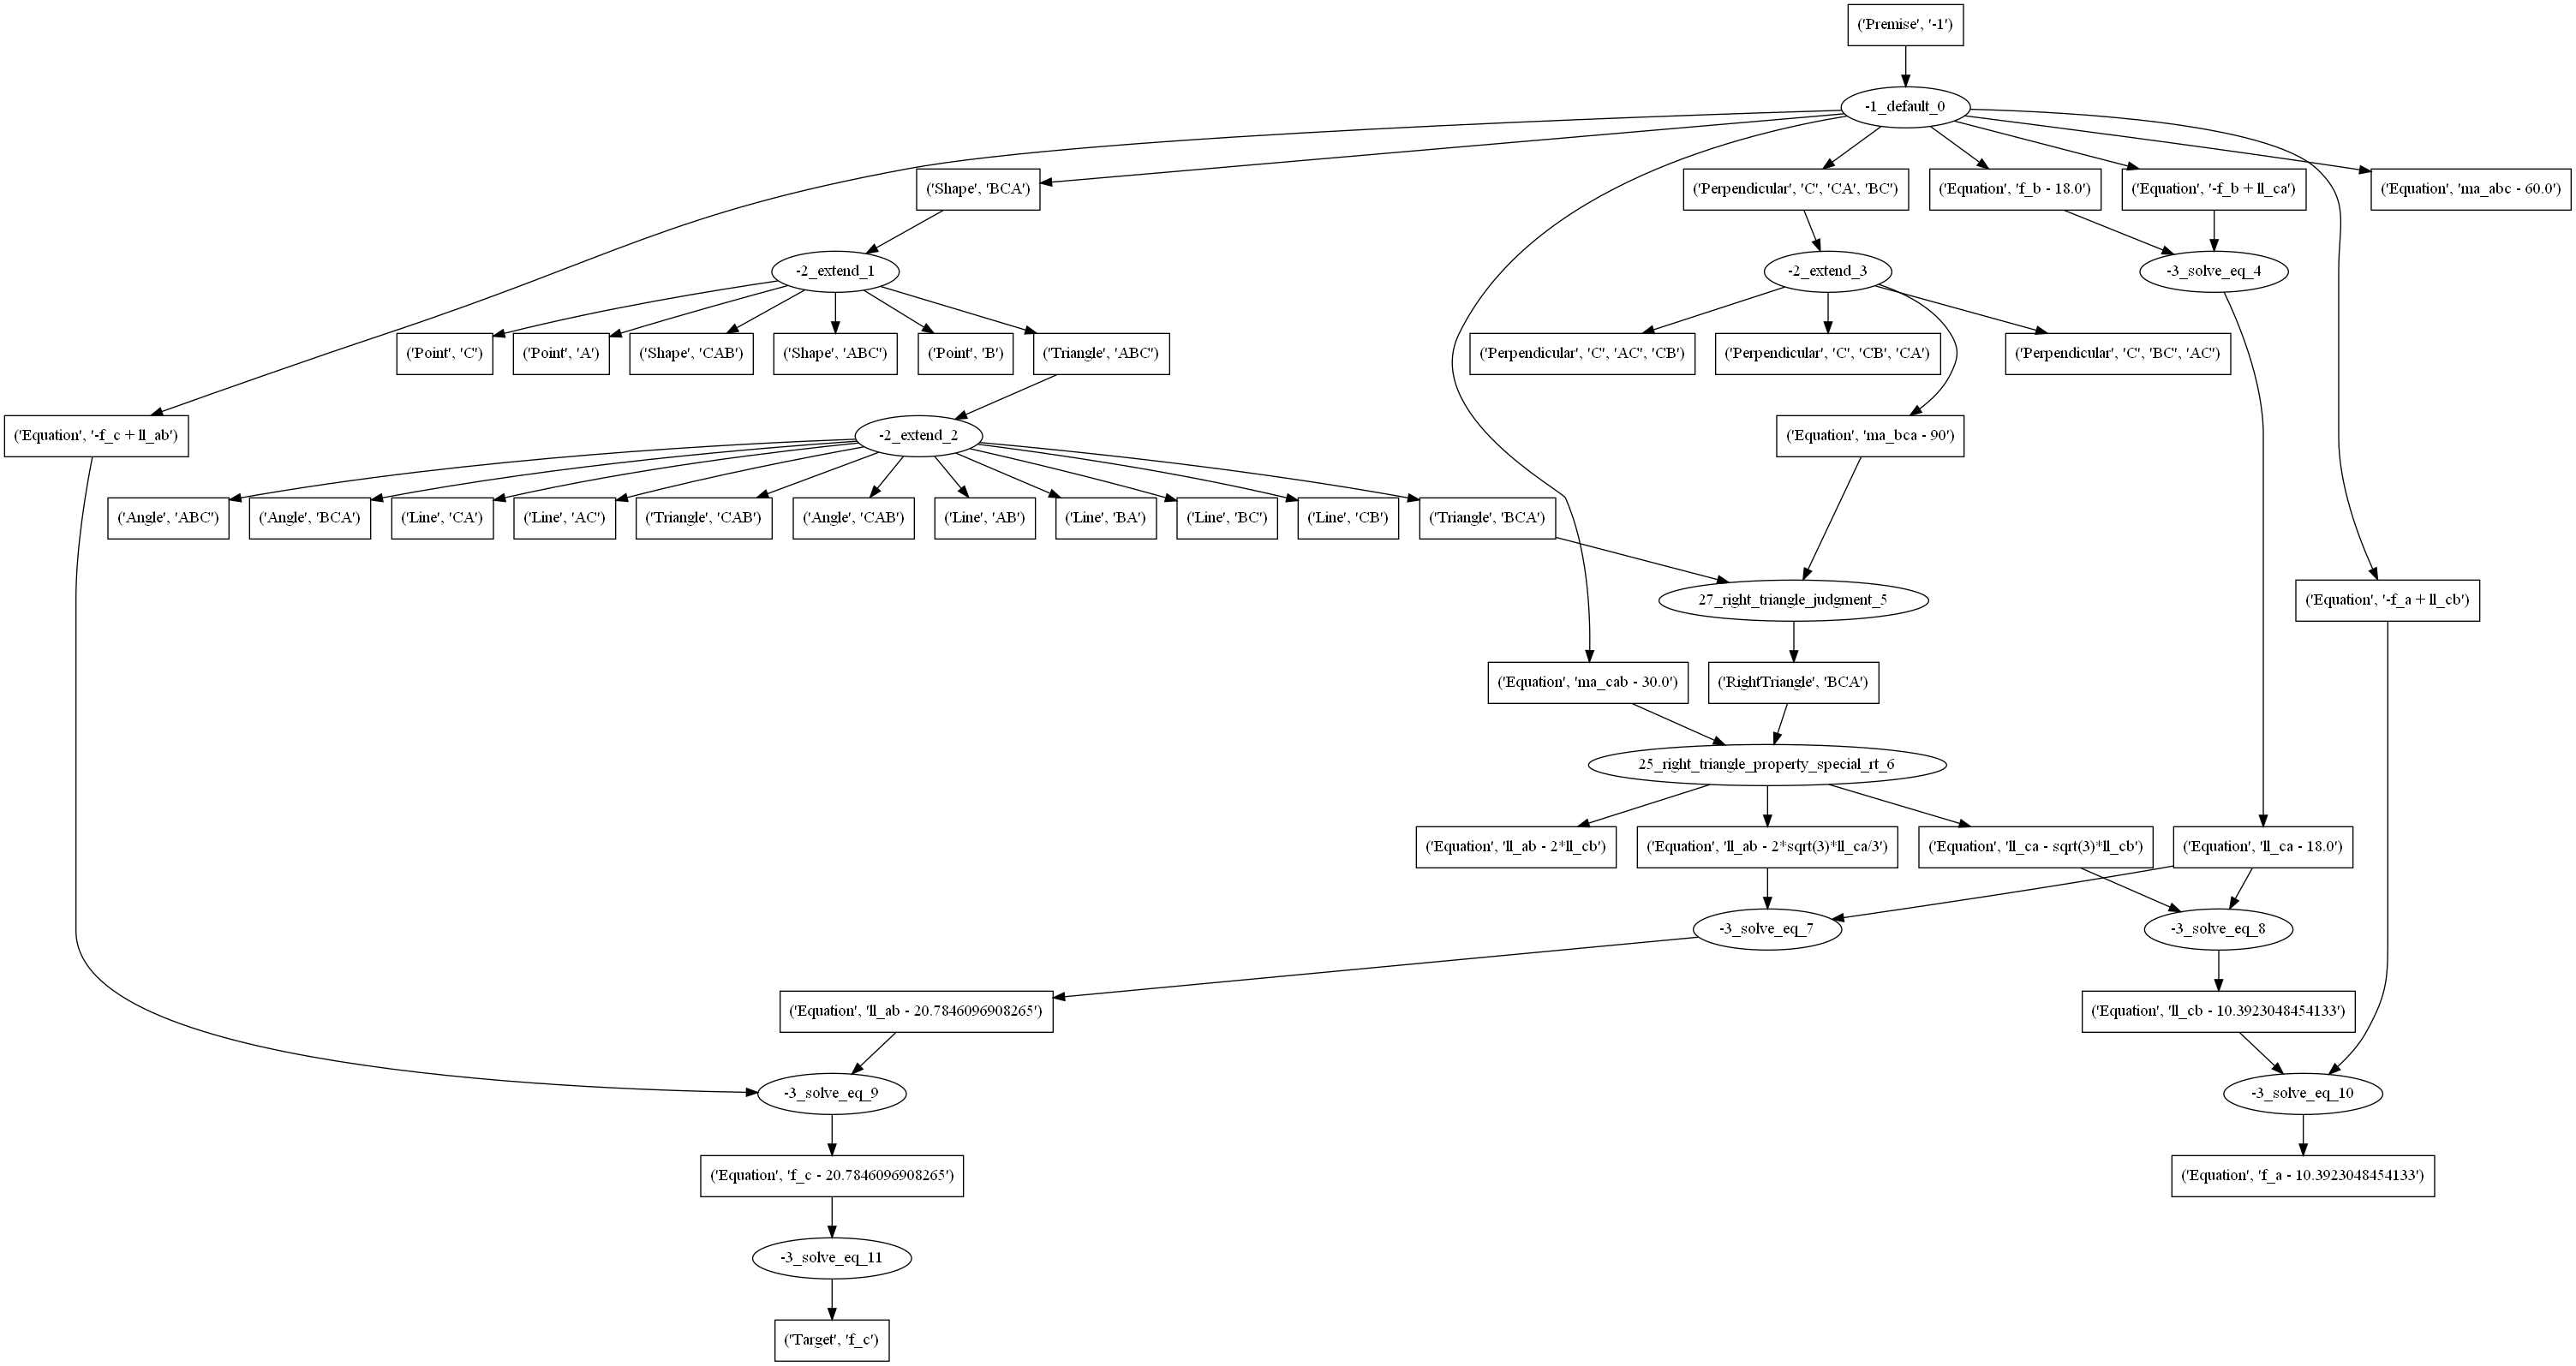 ('Premise', '-1')
-1_default_0
('Shape', 'BCA')
('Perpendicular', 'C', 'CA', 'BC')
('Equation', 'f_b - 18.0')
('Equation', '-f_b + ll_ca')
('Equation', 'ma_abc - 60.0')
-2_extend_1
-2_extend_3
-3_solve_eq_4
('Point', 'C')
('Point', 'A')
('Shape', 'CAB')
('Shape', 'ABC')
('Point', 'B')
('Triangle', 'ABC')
('Perpendicular', 'C', 'AC', 'CB')
('Perpendicular', 'C', 'CB', 'CA')
('Perpendicular', 'C', 'BC', 'AC')
('Equation', '-f_c + ll_ab')
-2_extend_2
('Equation', 'ma_bca - 90')
('Angle', 'ABC')
('Angle', 'BCA')
('Line', 'CA')
('Line', 'AC')
('Triangle', 'CAB')
('Angle', 'CAB')
('Line', 'AB')
('Line', 'BA')
('Line', 'BC')
('Line', 'CB')
('Triangle', 'BCA')
27_right_triangle_judgment_5
('Equation', '-f_a + ll_cb')
('Equation', 'ma_cab - 30.0')
('RightTriangle', 'BCA')
25_right_triangle_property_special_rt_6
('Equation', 'll_ab - 2*ll_cb')
('Equation', 'll_ab - 2*sqrt(3)*ll_ca/3')
('Equation', 'll_ca - sqrt(3)*ll_cb')
('Equation', 'll_ca - 18.0')
-3_solve_eq_7
-3_solve_eq_8
('Equation', 'll_ab - 20.7846096908265')
('Equation', 'll_cb - 10.3923048454133')
-3_solve_eq_9
-3_solve_eq_10
('Equation', 'f_c - 20.7846096908265')
('Equation', 'f_a - 10.3923048454133')
-3_solve_eq_11
('Target', 'f_c')